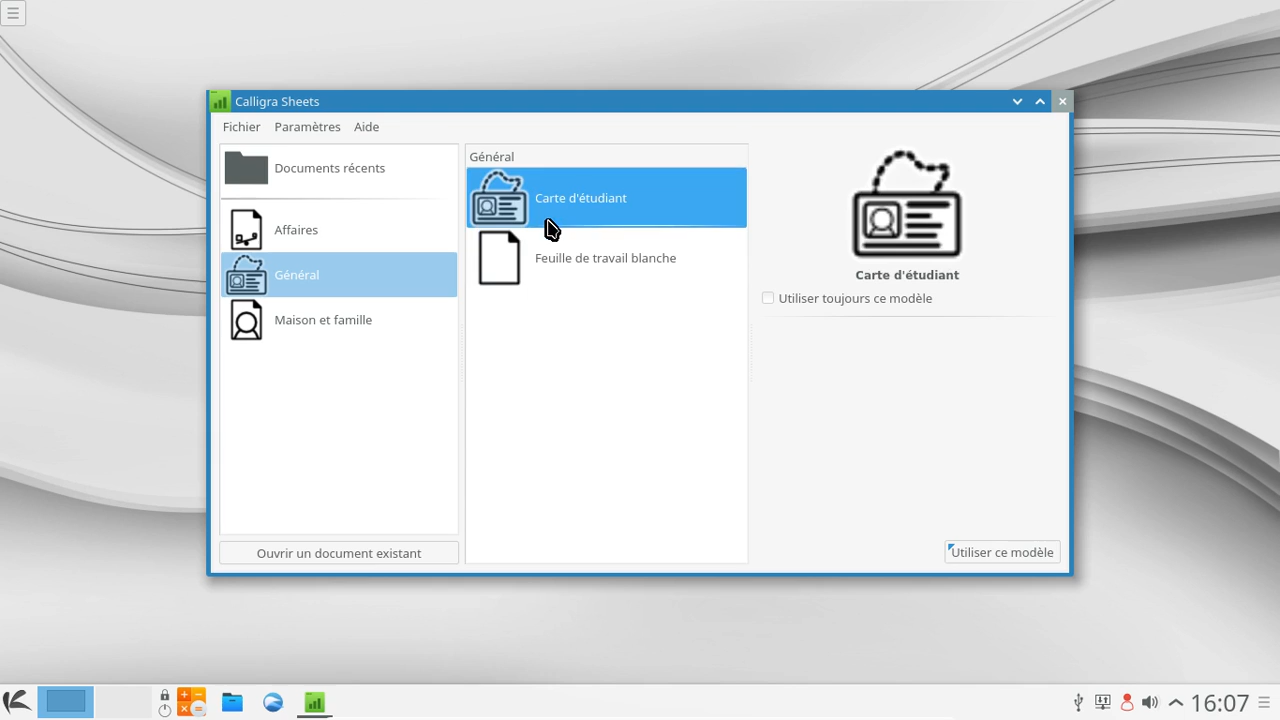 Calligra Sheets
Fichier Paramètres Aide
Documents récents
Affaires
Général
Maison et famille
Ouvrir un document existant
Général
Carte d'étudiant
Feuille de travail blanche
Carte d'étudiant
Utiliser toujours ce modèle
Utiliser ce modèle
16:07